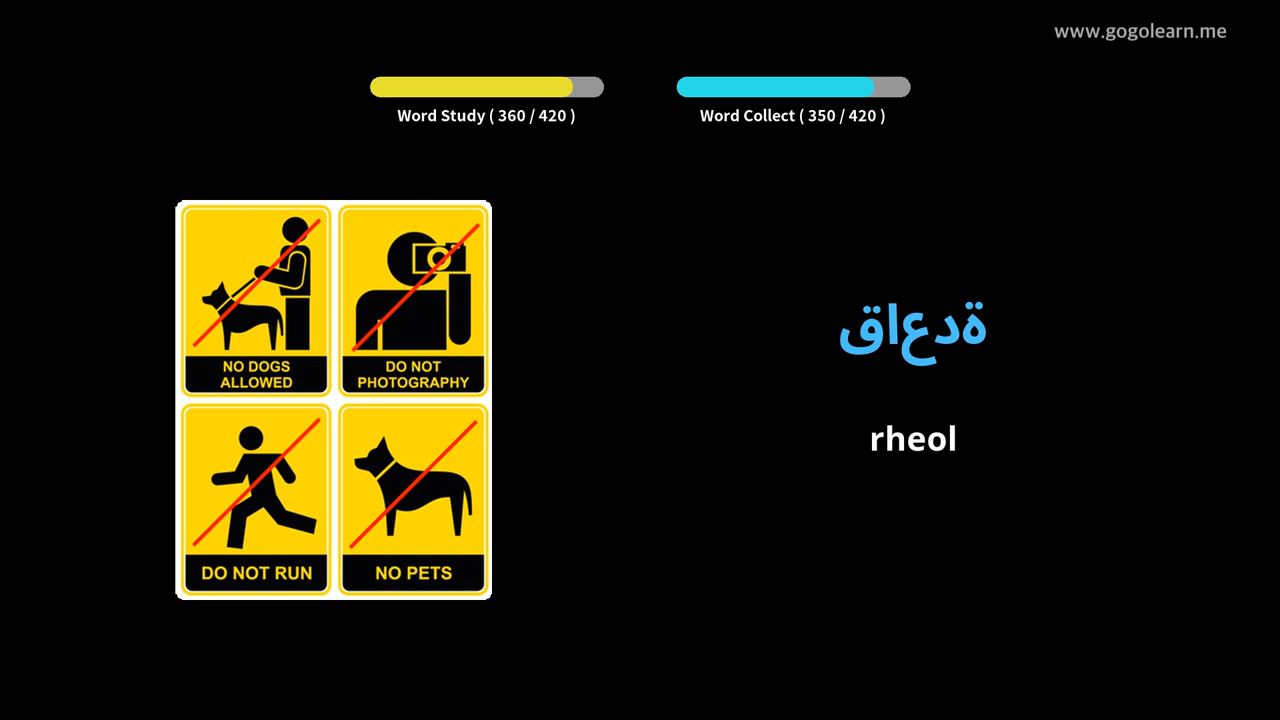 www.gogolearn.me
Word Study ( 360 / 420 )
Word Collect ( 350 / 420 )
NO DOGS
ALLOWED
DO NOT
PHOTOGRAPHY
DO NOT RUN
NO PETS
قاعدة
rheol